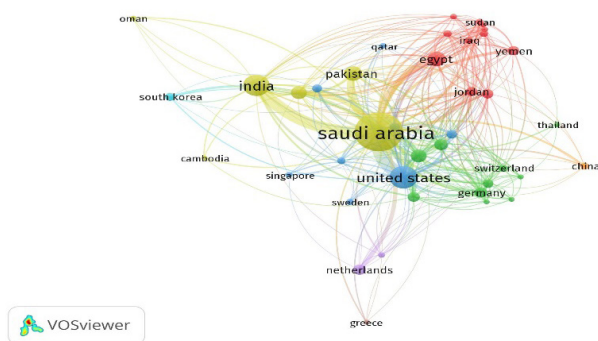 oman
sudan
iraq
qatar
yemen
egypt
pakistan
india
jordan
south korea
saudi arabia
thailand
cambodia
switzerland
china
singapore
united states
germany
sweden
netherlands
greece
VOSviewer